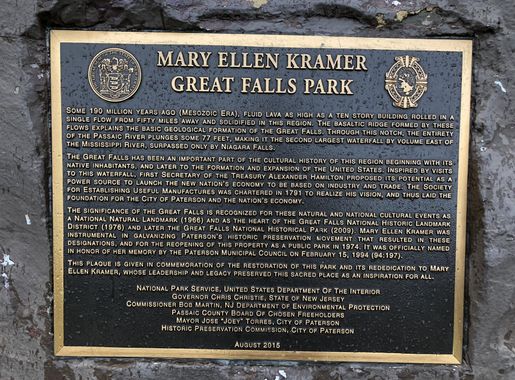 MARY ELLEN KRAMER
GREAT FALLS PARK
SOME 190 MILLION YEARS AGO (MESOZOIC ERA), FLUID LAVA AS HIGH AS A TEN STORY BUILDING ROLLED IN A
SINGLE FLOW FROM FIFTY MILES AWAY AND SOLIDIFIED IN THIS REGION. THE BASALTIC RIDGE FORMED BY THESE
FLOWS EXPLAINS THE BASIC GEOLOGICAL FORMATION OF THE GREAT FALLS. THROUGH THIS NOTCH, THE ENTIRETY
OF THE PASSAIC RIVER PLUNGES SOME 77 FEET, MAKING IT THE SECOND LARGEST WATERFALL BY VOLUME EAST OF
THE MISSISSIPPI RIVER, SURPASSED ONLY BY NIAGARA FALLS.
THE GREAT FALLS HAS BEEN AN IMPORTANT PART OF THE CULTURAL HISTORY OF THIS REGION BEGINNING WITH ITS
NATIVE INHABITANTS, AND LATER TO THE FORMATION AND EXPANSION OF THE UNITED STATES. INSPIRED BY VISITS
TO THIS WATERFALL, FIRST SECRETARY OF THE TREASURY ALEXANDER HAMILTON PROPOSED ITS POTENTIAL AS A
POWER SOURCE TO LAUNCH THE NEW NATION'S ECONOMY TO BE BASED ON INDUSTRY AND TRADE. THE SOCIETY
FOR ESTABLISHING USEFUL MANUFACTURES WAS CHARTERED IN 1791 TO REALIZE HIS VISION, AND THUS LAID THE
FOUNDATION FOR THE CITY OF PATERSON AND THE NATION'S ECONOMY.
THE SIGNIFICANCE OF THE GREAT FALLS IS RECOGNIZED FOR THESE NATURAL AND NATIONAL CULTURAL EVENTS AS
A NATIONAL NATURAL LANDMARK (1966) AND AS THE HEART OF THE GREAT FALLS NATIONAL HISTORIC LANDMARK
DISTRICT (1976) AND LATER THE GREAT FALLS NATIONAL HISTORICAL PARK (2009). MARY ELLEN KRAMER WAS
INSTRUMENTAL IN GALVANIZING PATERSON'S HISTORIC PRESERVATION MOVEMENT THAT RESULTED IN THESE
DESIGNATIONS, AND FOR THE REOPENING OF THIS PROPERTY AS A PUBLIC PARK IN 1974. IT WAS OFFICIALLY NAMED
IN HONOR OF HER MEMORY BY THE PATERSON MUNICIPAL COUNCIL ON FEBRUARY 15, 1994 (94:197).
THIS PLAQUE IS GIVEN IN COMMEMORATION OF THE RESTORATION OF THIS PARK AND ITS REDEDICATION TO MARY
ELLEN KRAMER, WHOSE LEADERSHIP AND LEGACY PRESERVED THIS SACRED PLACE AS AN INSPIRATION FOR ALL.
NATIONAL PARK SERVICE, UNITED STATES DEPARTMENT OF THE INTERIOR
GOVERNOR CHRIS CHRISTIE, STATE OF NEW JERSEY
COMMISSIONER BOB MARTIN, NJ DEPARTMENT OF ENVIRONMENTAL PROTECTION
PASSAIC COUNTY BOARD OF CHOSEN FREEHOLDERS
MAYOR JOSE "JOEY" TORRES, CITY OF PATERSON
HISTORIC PRESERVATION COMMISSION, CITY OF PATERSON
AUGUST 2015